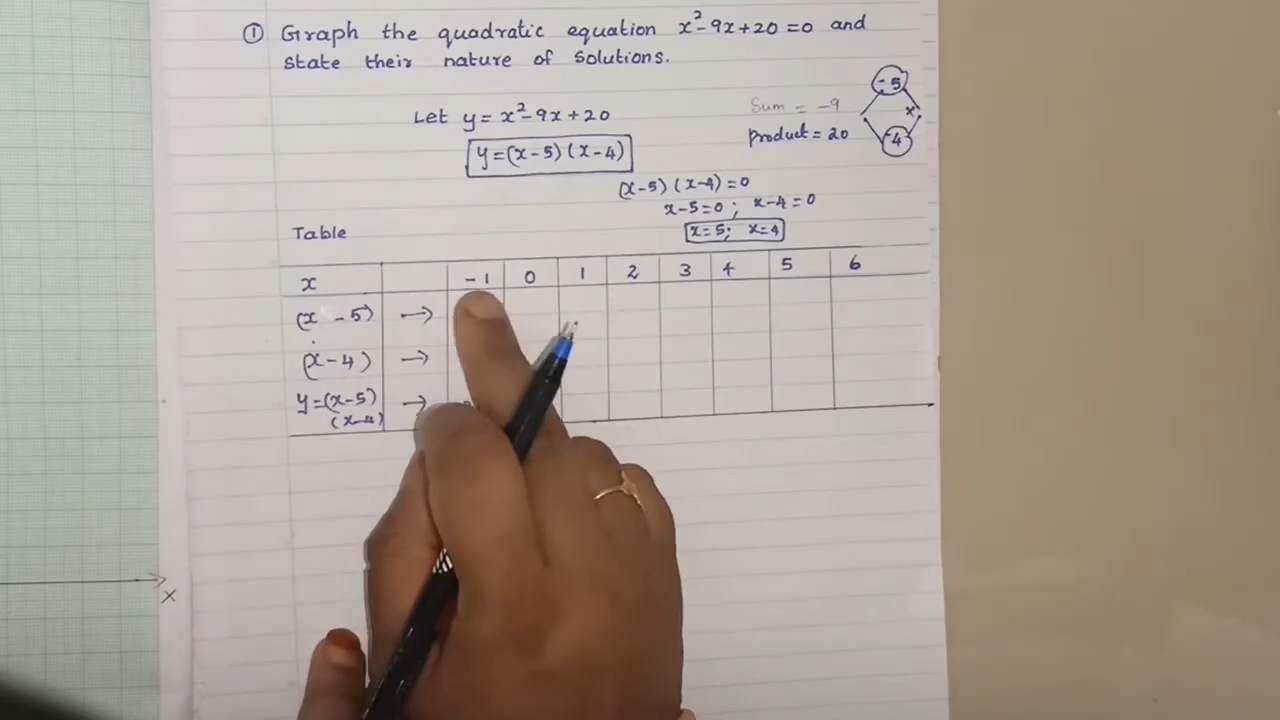 ① Graph the quadratic equation x²-9x+20=0 and
state their nature of solutions.
Let y=x²-9x+20
y=(x-5)(x-4)
Sum = -9
product = 20
-5
x
-4
(x-5)(x-4)=0
x-5=0; x-4=0
x=5; x=4
Table
x -1 0 1 2 3 4 5 6
(x -5) →
(x-4) →
y=(x-5) →
(x-4)
X